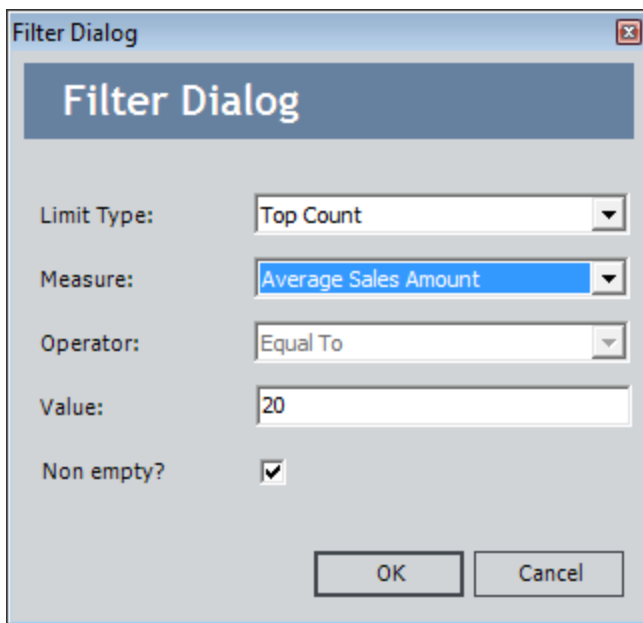 Filter Dialog
Filter Dialog
Limit Type: Top Count
Measure: Average Sales Amount
Operator: Equal To
Value: 20
Non empty?
OK Cancel